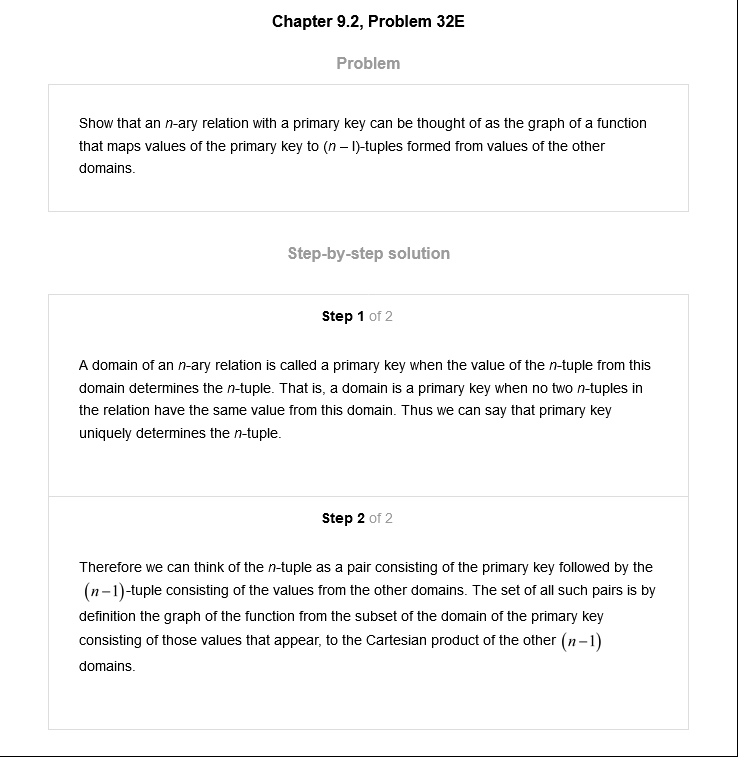 Chapter 9.2, Problem 32E
Problem
Show that an n-ary relation with a primary key can be thought of as the graph of a function
that maps values of the primary key to (n – l)-tuples formed from values of the other
domains.
Step-by-step solution
Step 1 of 2
A domain of an n-ary relation is called a primary key when the value of the n-tuple from this
domain determines the n-tuple. That is, a domain is a primary key when no two n-tuples in
the relation have the same value from this domain. Thus we can say that primary key
uniquely determines the n-tuple.
Step 2 of 2
Therefore we can think of the n-tuple as a pair consisting of the primary key followed by the
(n−1)-tuple consisting of the values from the other domains. The set of all such pairs is by
definition the graph of the function from the subset of the domain of the primary key
consisting of those values that appear, to the Cartesian product of the other (n−1)
domains.